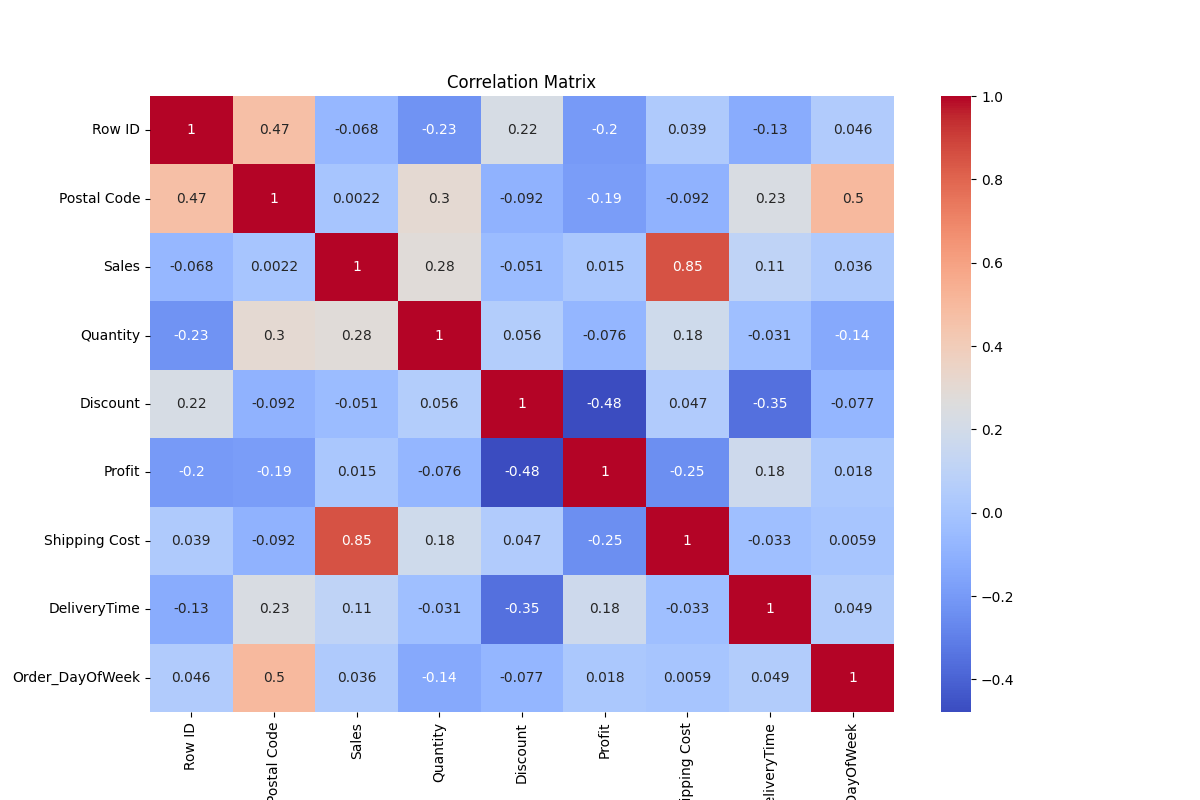 Correlation Matrix
Row ID 1 0.47 -0.068 -0.23 0.22 -0.2 0.039 -0.13 0.046
Postal Code 0.47 1 0.0022 0.3 -0.092 -0.19 -0.092 0.23 0.5
Sales -0.068 0.0022 1 0.28 -0.051 0.015 0.85 0.11 0.036
Quantity -0.23 0.3 0.28 1 0.056 -0.076 0.18 -0.031 -0.14
Discount 0.22 -0.092 -0.051 0.056 1 -0.48 0.047 -0.35 -0.077
Profit -0.2 -0.19 0.015 -0.076 -0.48 1 -0.25 0.18 0.018
Shipping Cost 0.039 -0.092 0.85 0.18 0.047 -0.25 1 -0.033 0.0059
DeliveryTime -0.13 0.23 0.11 -0.031 -0.35 0.18 -0.033 1 0.049
Order_DayOfWeek 0.046 0.5 0.036 -0.14 -0.077 0.018 0.0059 0.049 1
Row ID
Postal Code
Sales
Quantity
Discount
Profit
ipping Cost
eliveryTime
DayOfWeek
1.0
0.8
0.6
0.4
0.2
0.0
−0.2
−0.4